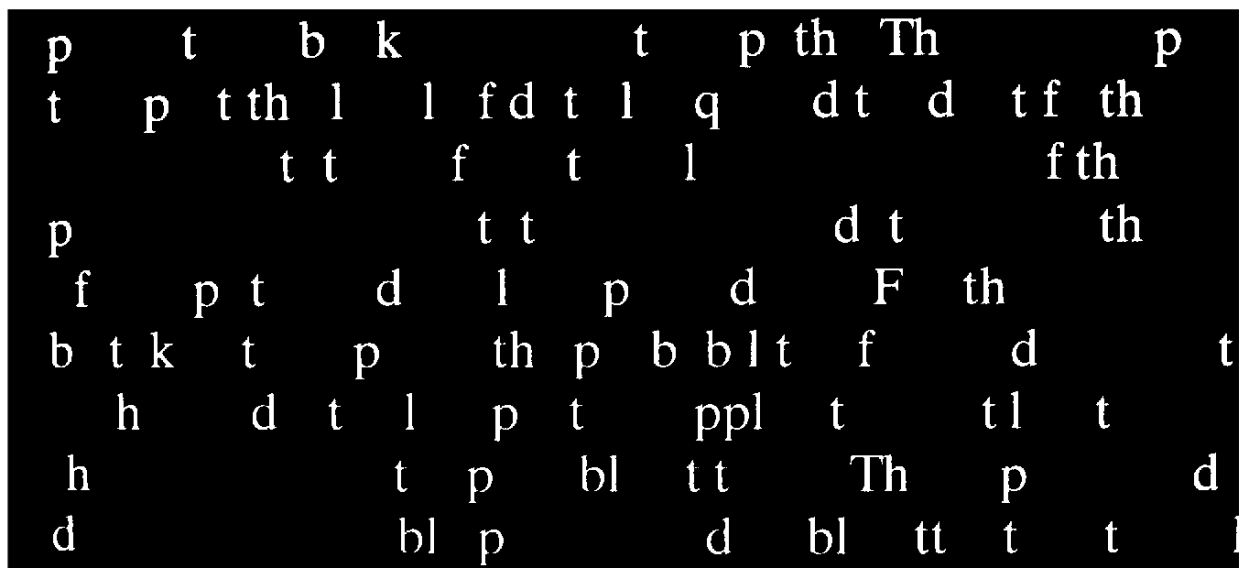 p t b k t p th Th p
t p t th l l f d t l q d t d t f th
t t f t l f th
p t t d t th
f p t d l p d F th
b t k t p th p b b l t f d t
h d t l p t ppl t t l t
h t p bl t t Th p d
d bl p d bl tt t t l